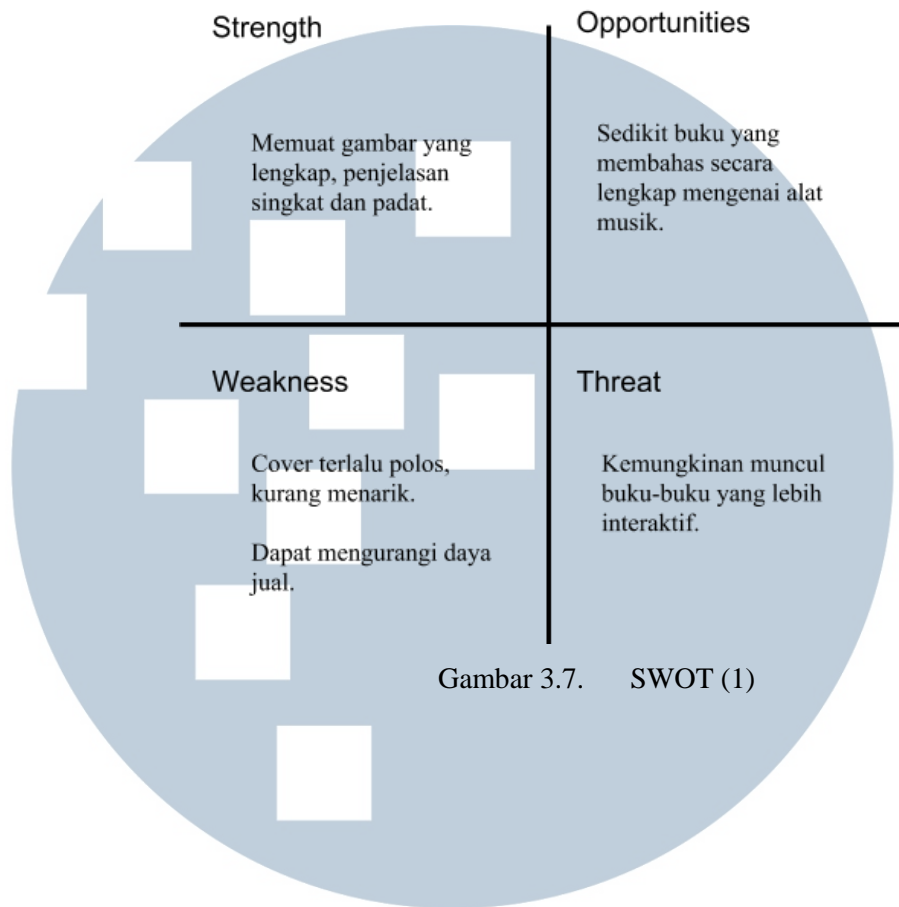 Strength
Memuat gambar yang
lengkap, penjelasan
singkat dan padat.
Opportunities
Sedikit buku yang
membahas secara
lengkap mengenai alat
musik.
Weakness
Cover terlalu polos,
kurang menarik.
Dapat mengurangi daya
jual.
Threat
Kemungkinan muncul
buku-buku yang lebih
interaktif.
Gambar 3.7. SWOT (1)